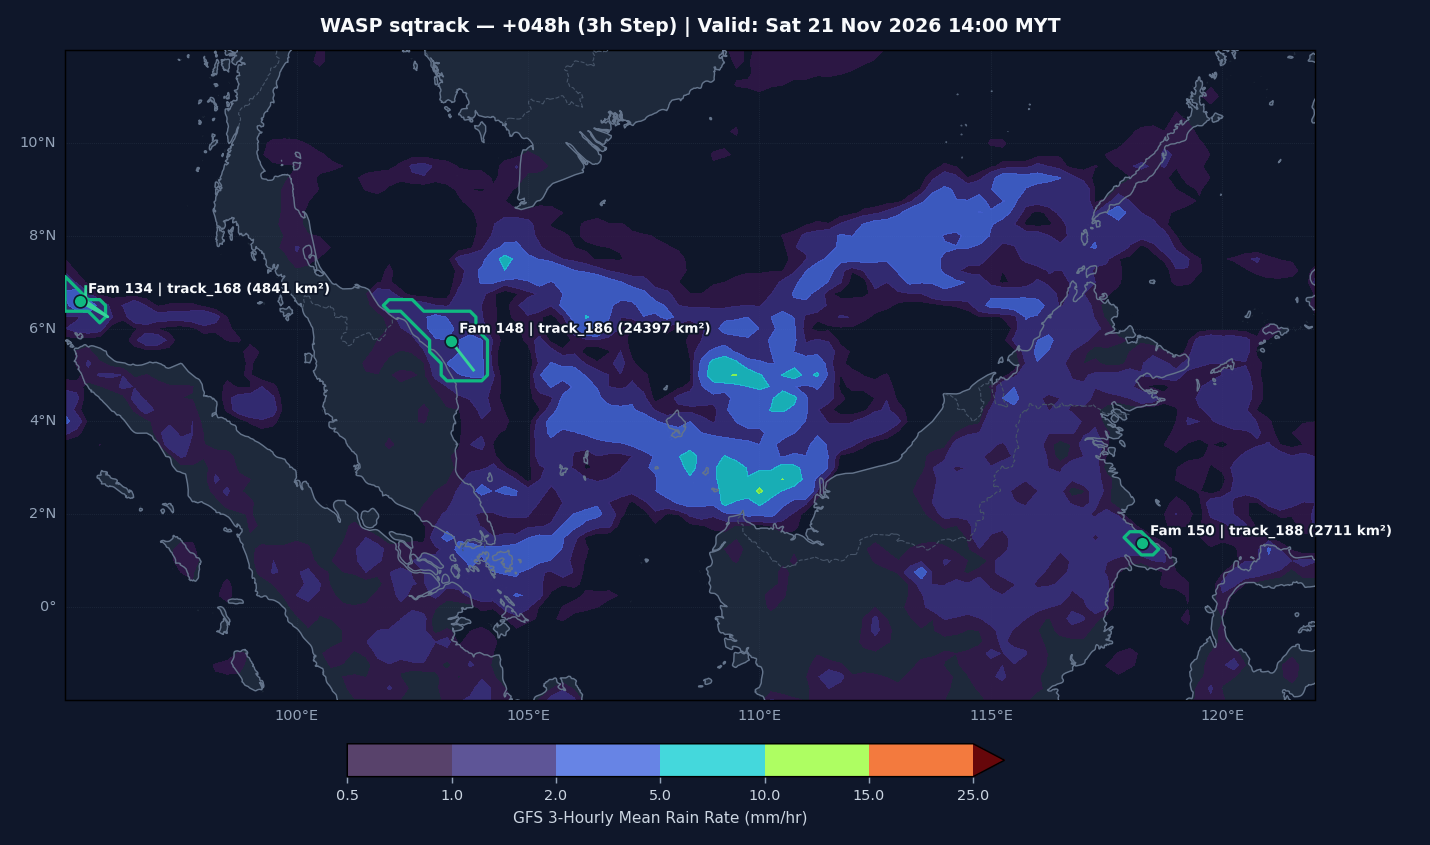 WASP sqtrack — +048h (3h Step) | Valid: Sat 21 Nov 2026 14:00 MYT
10°N
8°N
6°N
4°N
2°N
0°
Fam 134 | track_168 (4841 km²)
Fam 148 | track_186 (24397 km²)
Fam 150 | track_188 (2711 km²)
100°E
105°E
110°E
115°E
120°E
0.5
1.0
2.0
5.0
10.0
15.0
25.0
GFS 3-Hourly Mean Rain Rate (mm/hr)